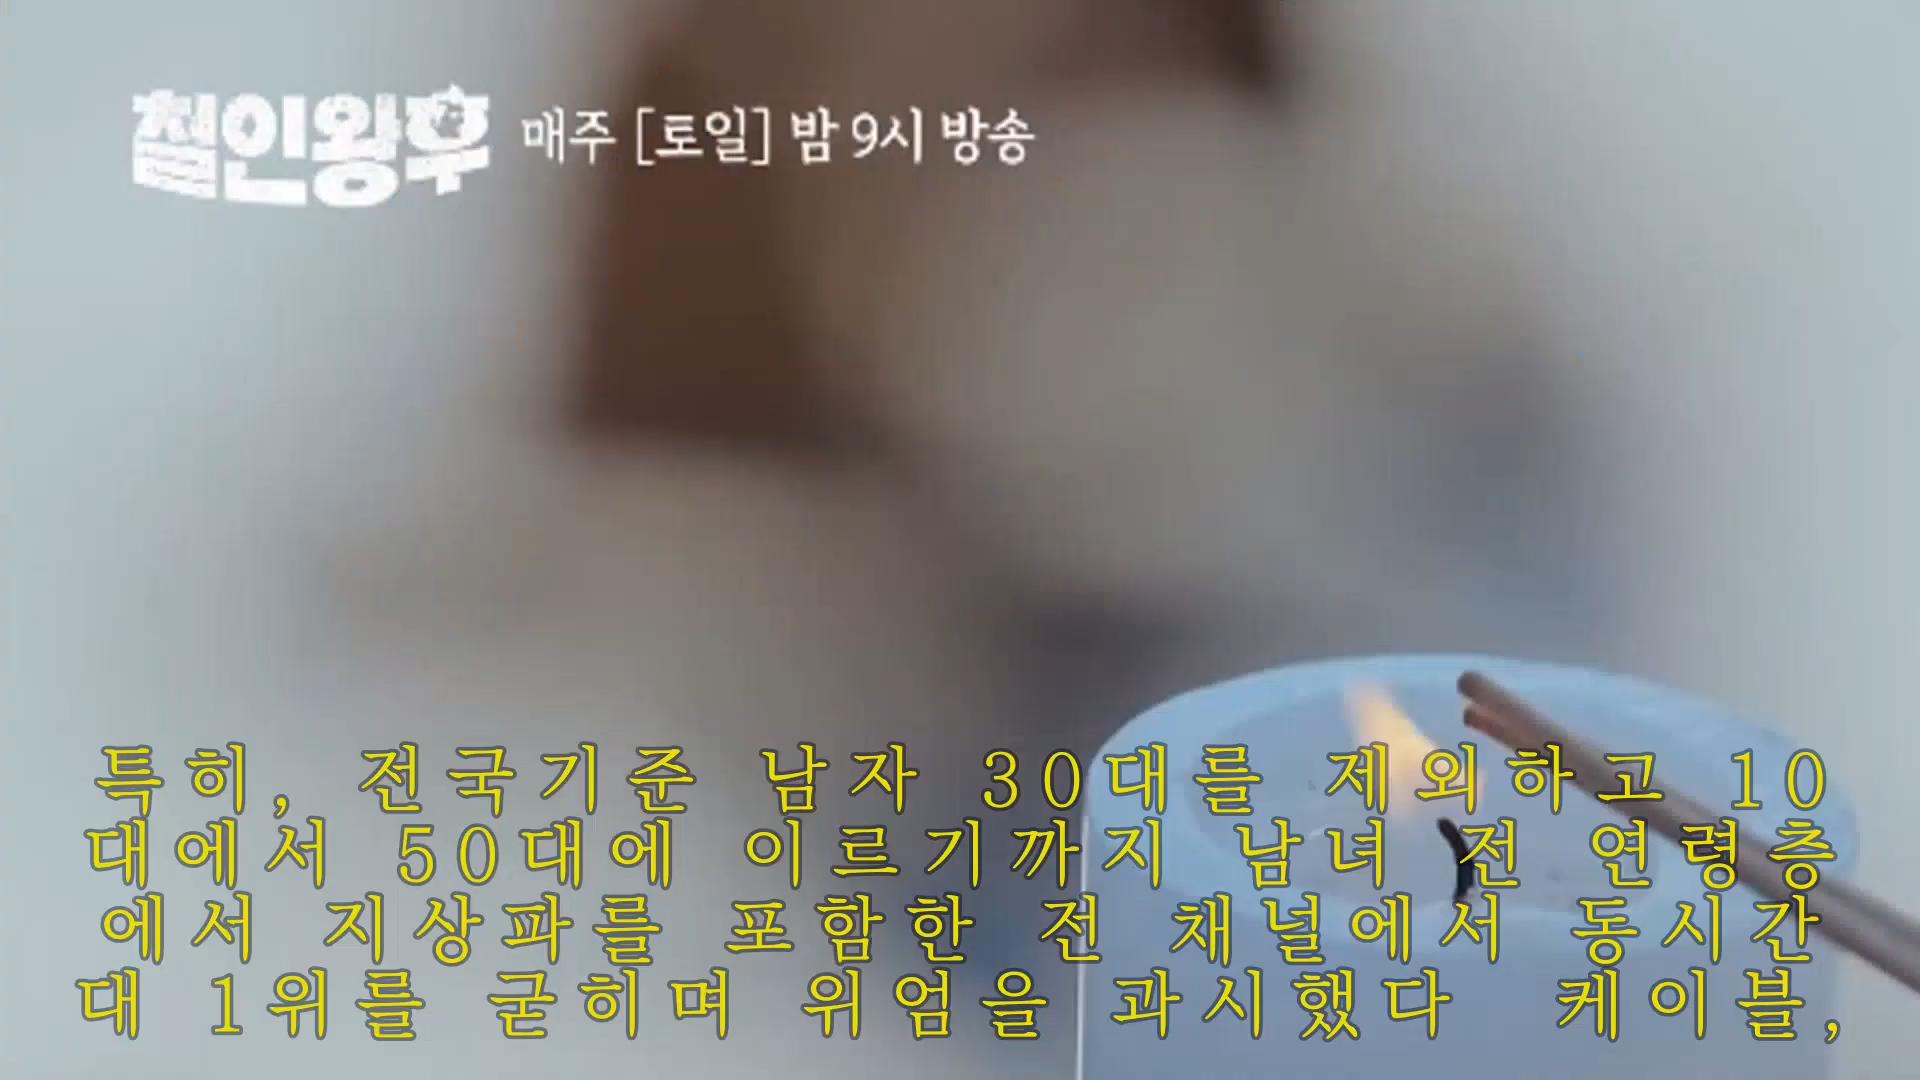 철인왕후 매주 [토일] 밤 9시 방송
특히, 전국기준 남자 30대를 제외하고 10
대에서 50대에 이르기까지 남녀 전 연령층
에서 지상파를 포함한 전 채널에서 동시간
대 1위를 굳히며 위엄을 과시했다 케이블,